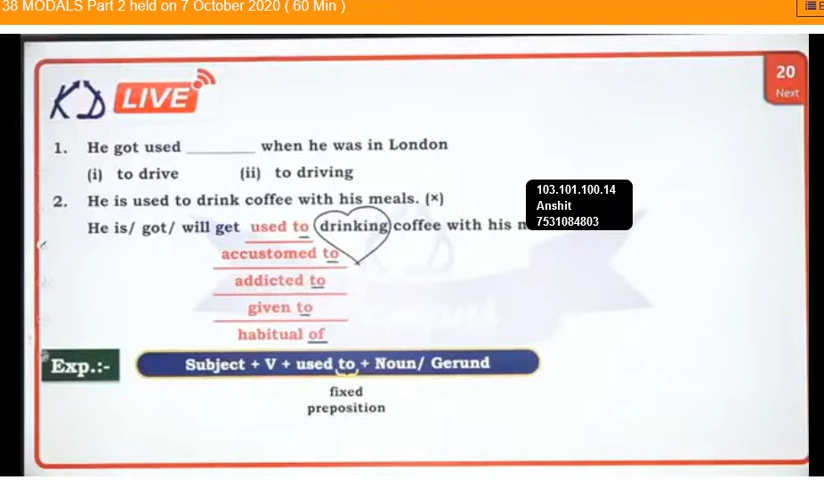 38 MODALS Part 2 held on 7 October 2020 ( 60 Min )
20
Next
KD LIVE
1. He got used ________ when he was in London
(i) to drive (ii) to driving
2. He is used to drink coffee with his meals. (×)
He is/ got/ will get used to drinking coffee with his
accustomed to
addicted to
given to
habitual of
103.101.100.14
Anshit
7531084803
Exp.:- Subject + V + used to + Noun/ Gerund
fixed
preposition